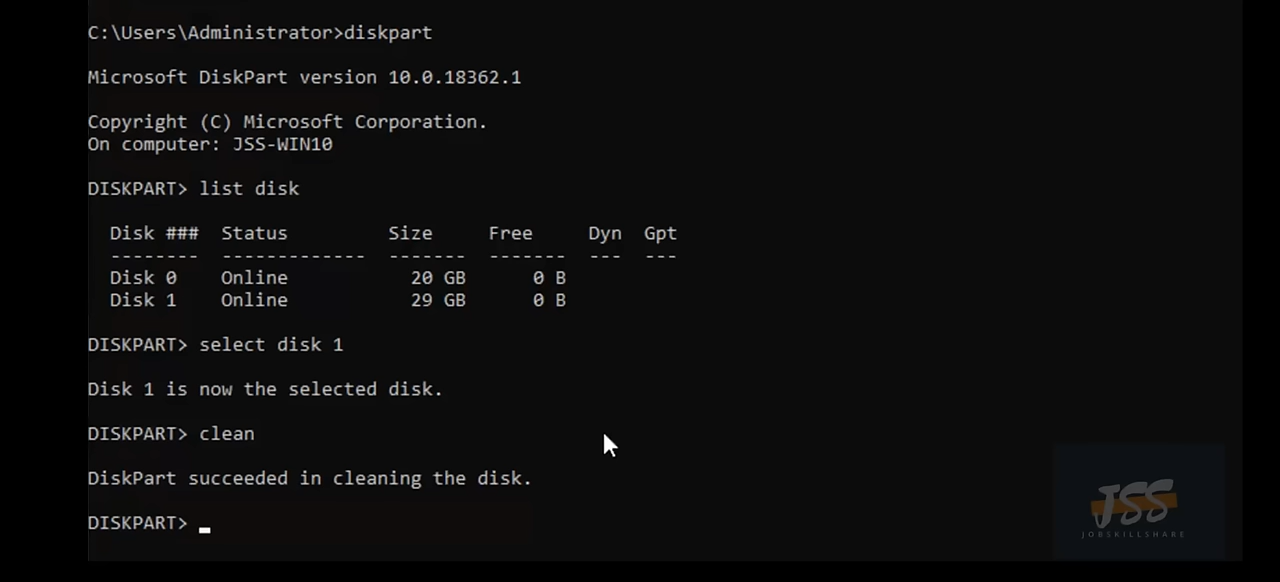 C:\Users\Administrator>diskpart
Microsoft DiskPart version 10.0.18362.1
Copyright (C) Microsoft Corporation.
On computer: JSS-WIN10
DISKPART> list disk
  Disk ###  Status         Size     Free     Dyn  Gpt
  --------  -------------  -------  -------  ---  ---
  Disk 0    Online           20 GB      0 B
  Disk 1    Online           29 GB      0 B
DISKPART> select disk 1
Disk 1 is now the selected disk.
DISKPART> clean
DiskPart succeeded in cleaning the disk.
DISKPART> _
JSS
JOBSKILLSHARE